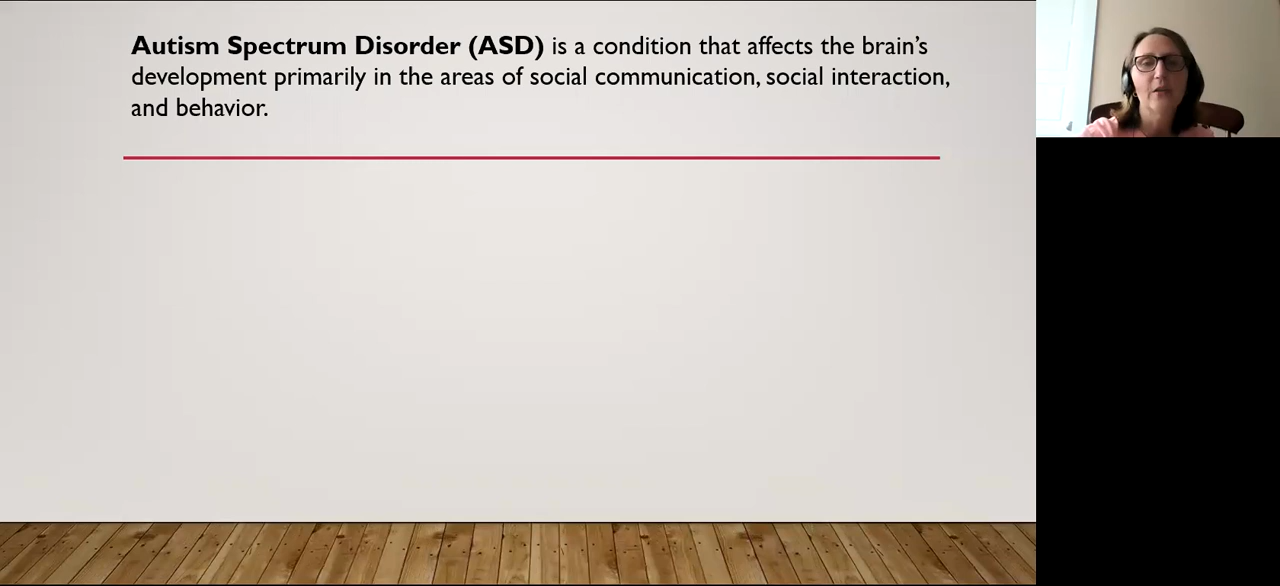 Autism Spectrum Disorder (ASD) is a condition that affects the brain’s
development primarily in the areas of social communication, social interaction,
and behavior.